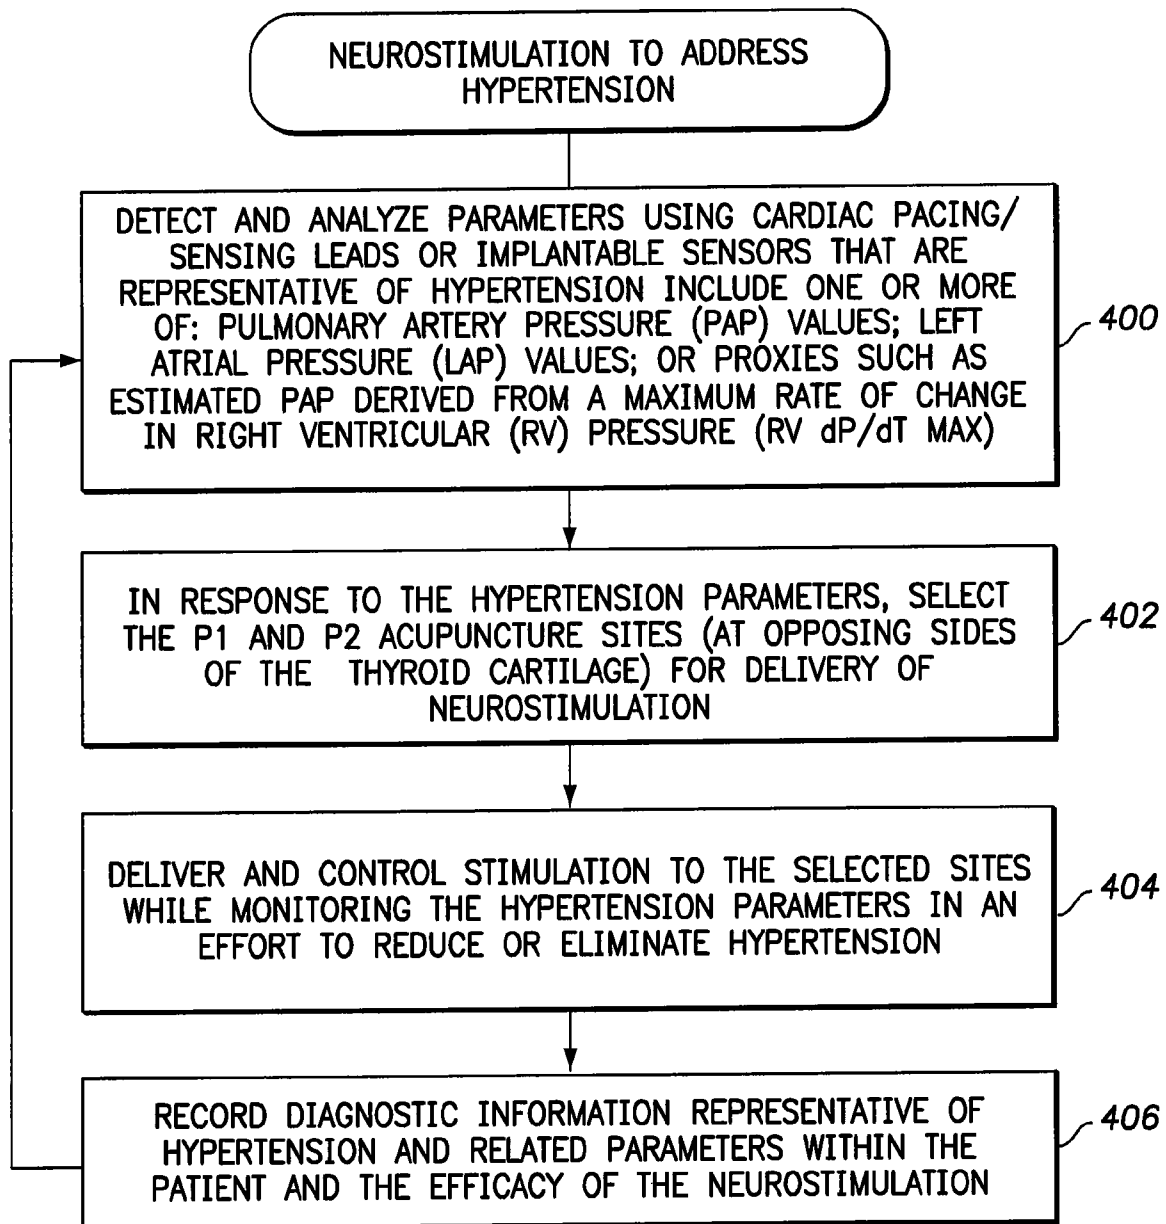 NEUROSTIMULATION TO ADDRESS
HYPERTENSION
DETECT AND ANALYZE PARAMETERS USING CARDIAC PACING/
SENSING LEADS OR IMPLANTABLE SENSORS THAT ARE
REPRESENTATIVE OF HYPERTENSION INCLUDE ONE OR MORE
OF: PULMONARY ARTERY PRESSURE (PAP) VALUES; LEFT
ATRIAL PRESSURE (LAP) VALUES; OR PROXIES SUCH AS
ESTIMATED PAP DERIVED FROM A MAXIMUM RATE OF CHANGE
IN RIGHT VENTRICULAR (RV) PRESSURE (RV dP/dT MAX)
400
IN RESPONSE TO THE HYPERTENSION PARAMETERS, SELECT
THE P1 AND P2 ACUPUNCTURE SITES (AT OPPOSING SIDES
OF THE THYROID CARTILAGE) FOR DELIVERY OF
NEUROSTIMULATION
402
DELIVER AND CONTROL STIMULATION TO THE SELECTED SITES
WHILE MONITORING THE HYPERTENSION PARAMETERS IN AN
EFFORT TO REDUCE OR ELIMINATE HYPERTENSION
404
RECORD DIAGNOSTIC INFORMATION REPRESENTATIVE OF
HYPERTENSION AND RELATED PARAMETERS WITHIN THE
PATIENT AND THE EFFICACY OF THE NEUROSTIMULATION
406